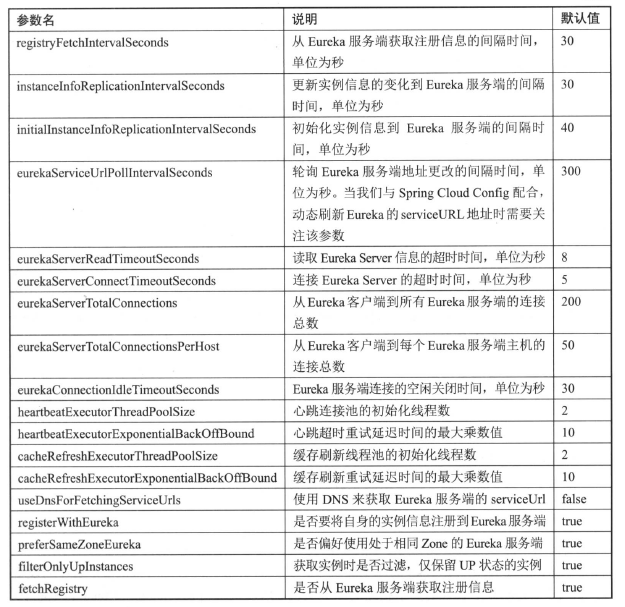 参数名 说明 默认值
registryFetchIntervalSeconds 从 Eureka 服务端获取注册信息的间隔时间， 30
单位为秒
instanceInfoReplicationIntervalSeconds 更新实例信息的变化到 Eureka 服务端的间隔 30
时间，单位为秒
initialInstanceInfoReplicationIntervalSeconds 初始化实例信息到 Eureka 服务端的间隔时 40
间，单位为秒
eurekaServiceUrlPollIntervalSeconds 轮询 Eureka 服务端地址更改的间隔时间，单 300
位为秒。当我们与 Spring Cloud Config 配合，
动态刷新 Eureka 的 serviceURL 地址时需要关
注该参数
eurekaServerReadTimeoutSeconds 读取 Eureka Server 信息的超时时间，单位为秒 8
eurekaServerConnectTimeoutSeconds 连接 Eureka Server 的超时时间，单位为秒 5
eurekaServerTotalConnections 从 Eureka 客户端到所有 Eureka 服务端的连接 200
总数
eurekaServerTotalConnectionsPerHost 从 Eureka 客户端到每个 Eureka 服务端主机的 50
连接总数
eurekaConnectionIdleTimeoutSeconds Eureka 服务端连接的空闲关闭时间，单位为秒 30
heartbeatExecutorThreadPoolSize 心跳连接池的初始化线程数 2
heartbeatExecutorExponentialBackOffBound 心跳超时重试延迟时间的最大乘数值 10
cacheRefreshExecutorThreadPoolSize 缓存刷新线程池的初始化线程数 2
cacheRefreshExecutorExponentialBackOffBound 缓存刷新重试延迟时间的最大乘数值 10
useDnsForFetchingServiceUrls 使用 DNS 来获取 Eureka 服务端的 serviceUrl false
registerWithEureka 是否要将自身的实例信息注册到 Eureka 服务端 true
preferSameZoneEureka 是否偏好使用处于相同 Zone 的 Eureka 服务端 true
filterOnlyUpInstances 获取实例时是否过滤，仅保留 UP 状态的实例 true
fetchRegistry 是否从 Eureka 服务端获取注册信息 true